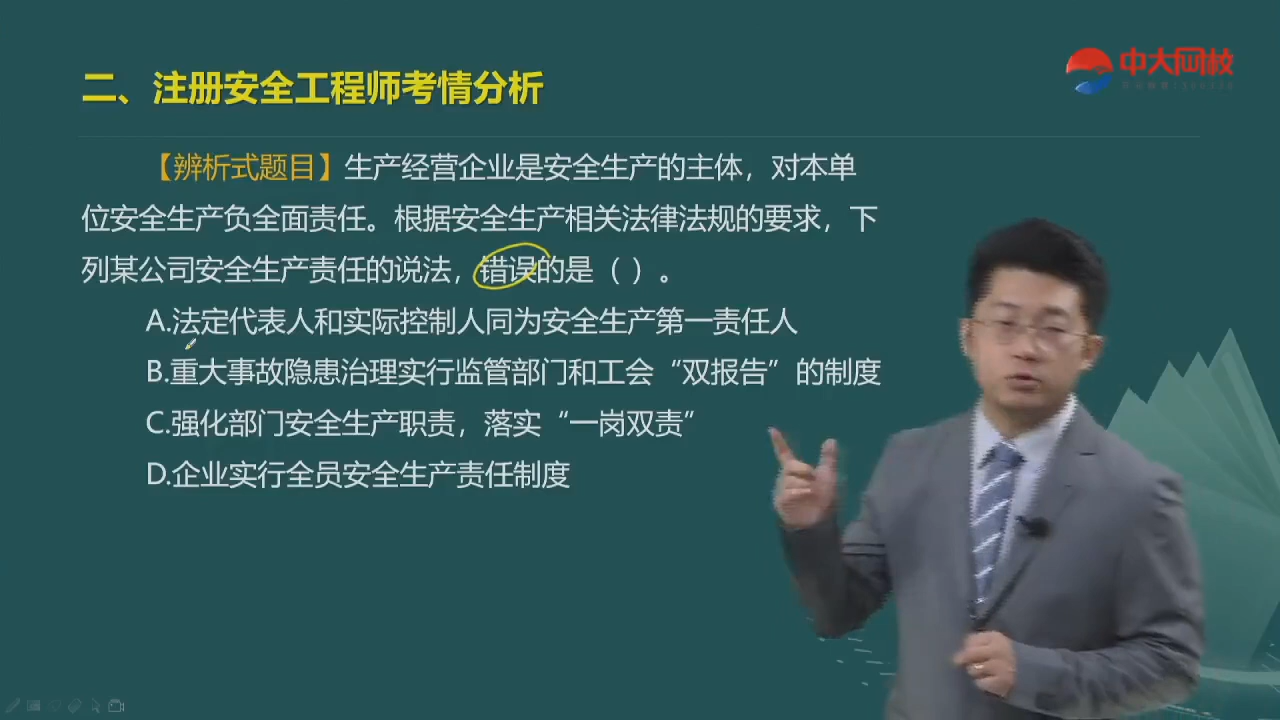 二、注册安全工程师考情分析
中大网校
【辨析式题目】生产经营企业是安全生产的主体，对本单
位安全生产负全面责任。根据安全生产相关法律法规的要求，下
列某公司安全生产责任的说法，错误的是（ ）。
A.法定代表人和实际控制人同为安全生产第一责任人
B.重大事故隐患治理实行监管部门和工会“双报告”的制度
C.强化部门安全生产职责，落实“一岗双责”
D.企业实行全员安全生产责任制度